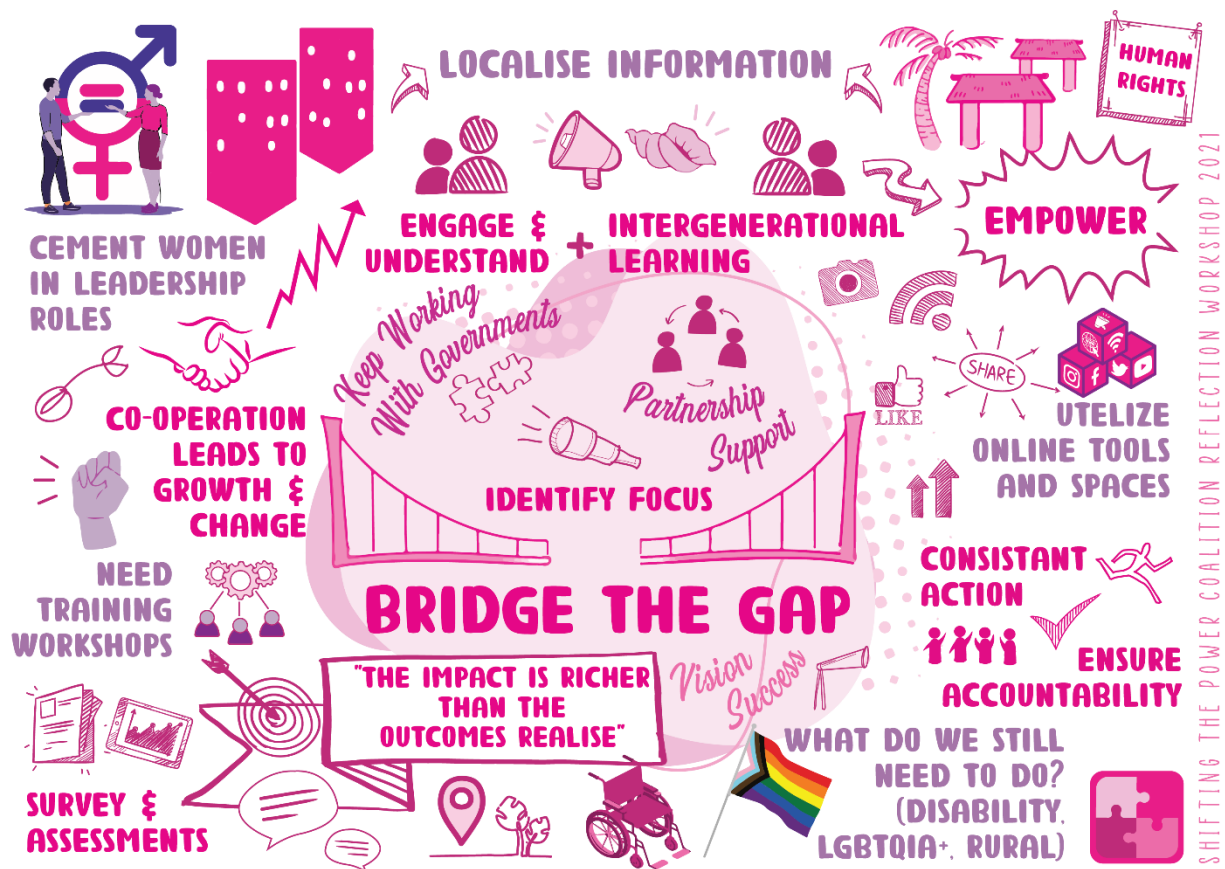 LOCALISE INFORMATION
HUMAN
RIGHTS
EMPOWER
ENGAGE &
UNDERSTAND
+
INTERGENERATIONAL
LEARNING
CEMENT WOMEN
IN LEADERSHIP
ROLES
Keep Working
With Governments
Partnership
Support
SHARE
LIKE
UTELIZE
ONLINE TOOLS
AND SPACES
CO-OPERATION
LEADS TO
GROWTH &
CHANGE
IDENTIFY FOCUS
BRIDGE THE GAP
NEED
TRAINING
WORKSHOPS
CONSISTANT
ACTION
ENSURE
ACCOUNTABILITY
"THE IMPACT IS RICHER
THAN THE
OUTCOMES REALISE"
Vision
Success
SURVEY &
ASSESSMENTS
WHAT DO WE STILL
NEED TO DO?
(DISABILITY,
LGBTQIA+, RURAL)
SHIFTING THE POWER COALITION REFLECTION WORKSHOP 2021